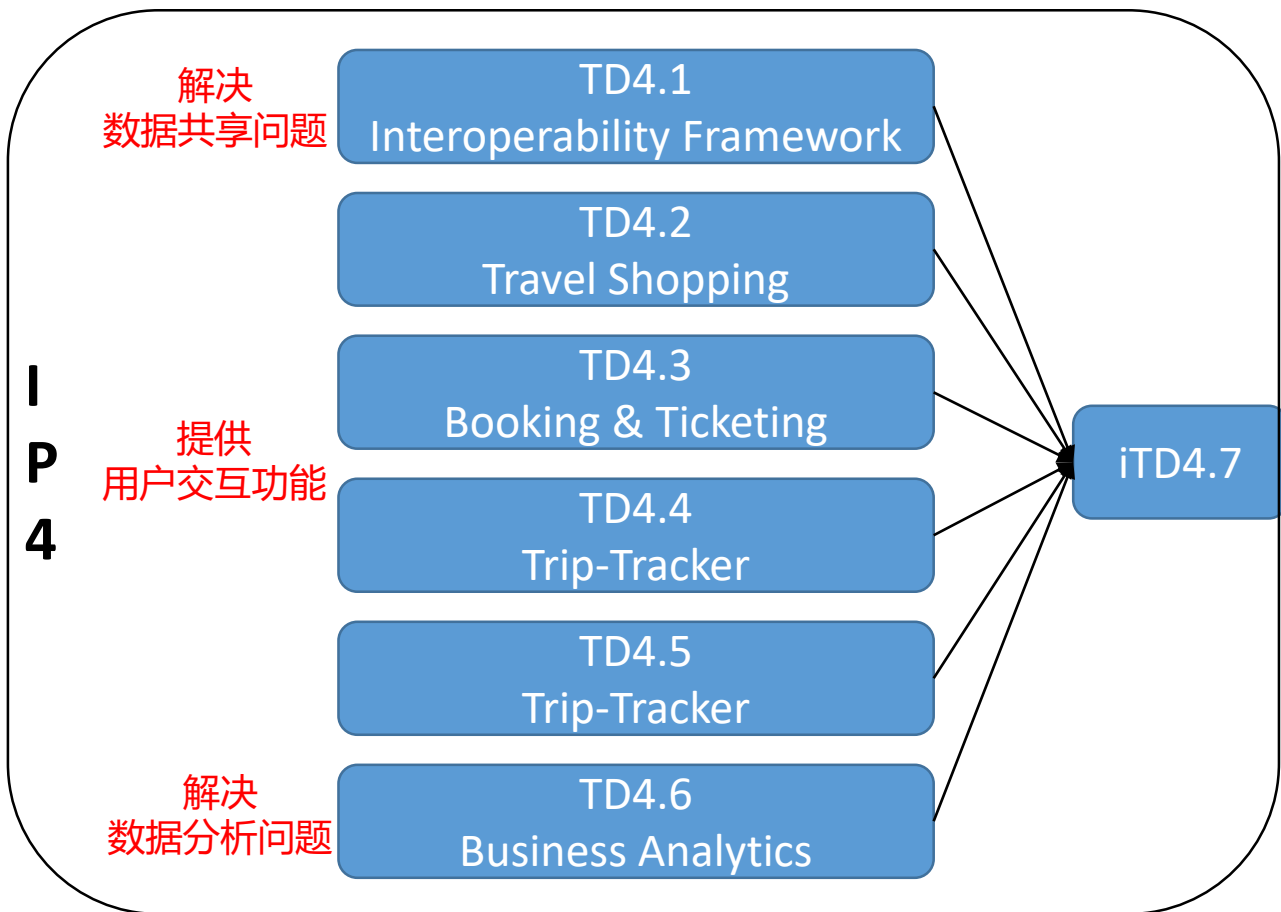 解决
数据共享问题
TD4.1
Interoperability Framework
TD4.2
Travel Shopping
I
P
4
提供
用户交互功能
TD4.3
Booking & Ticketing
iTD4.7
TD4.4
Trip-Tracker
TD4.5
Trip-Tracker
解决
数据分析问题
TD4.6
Business Analytics